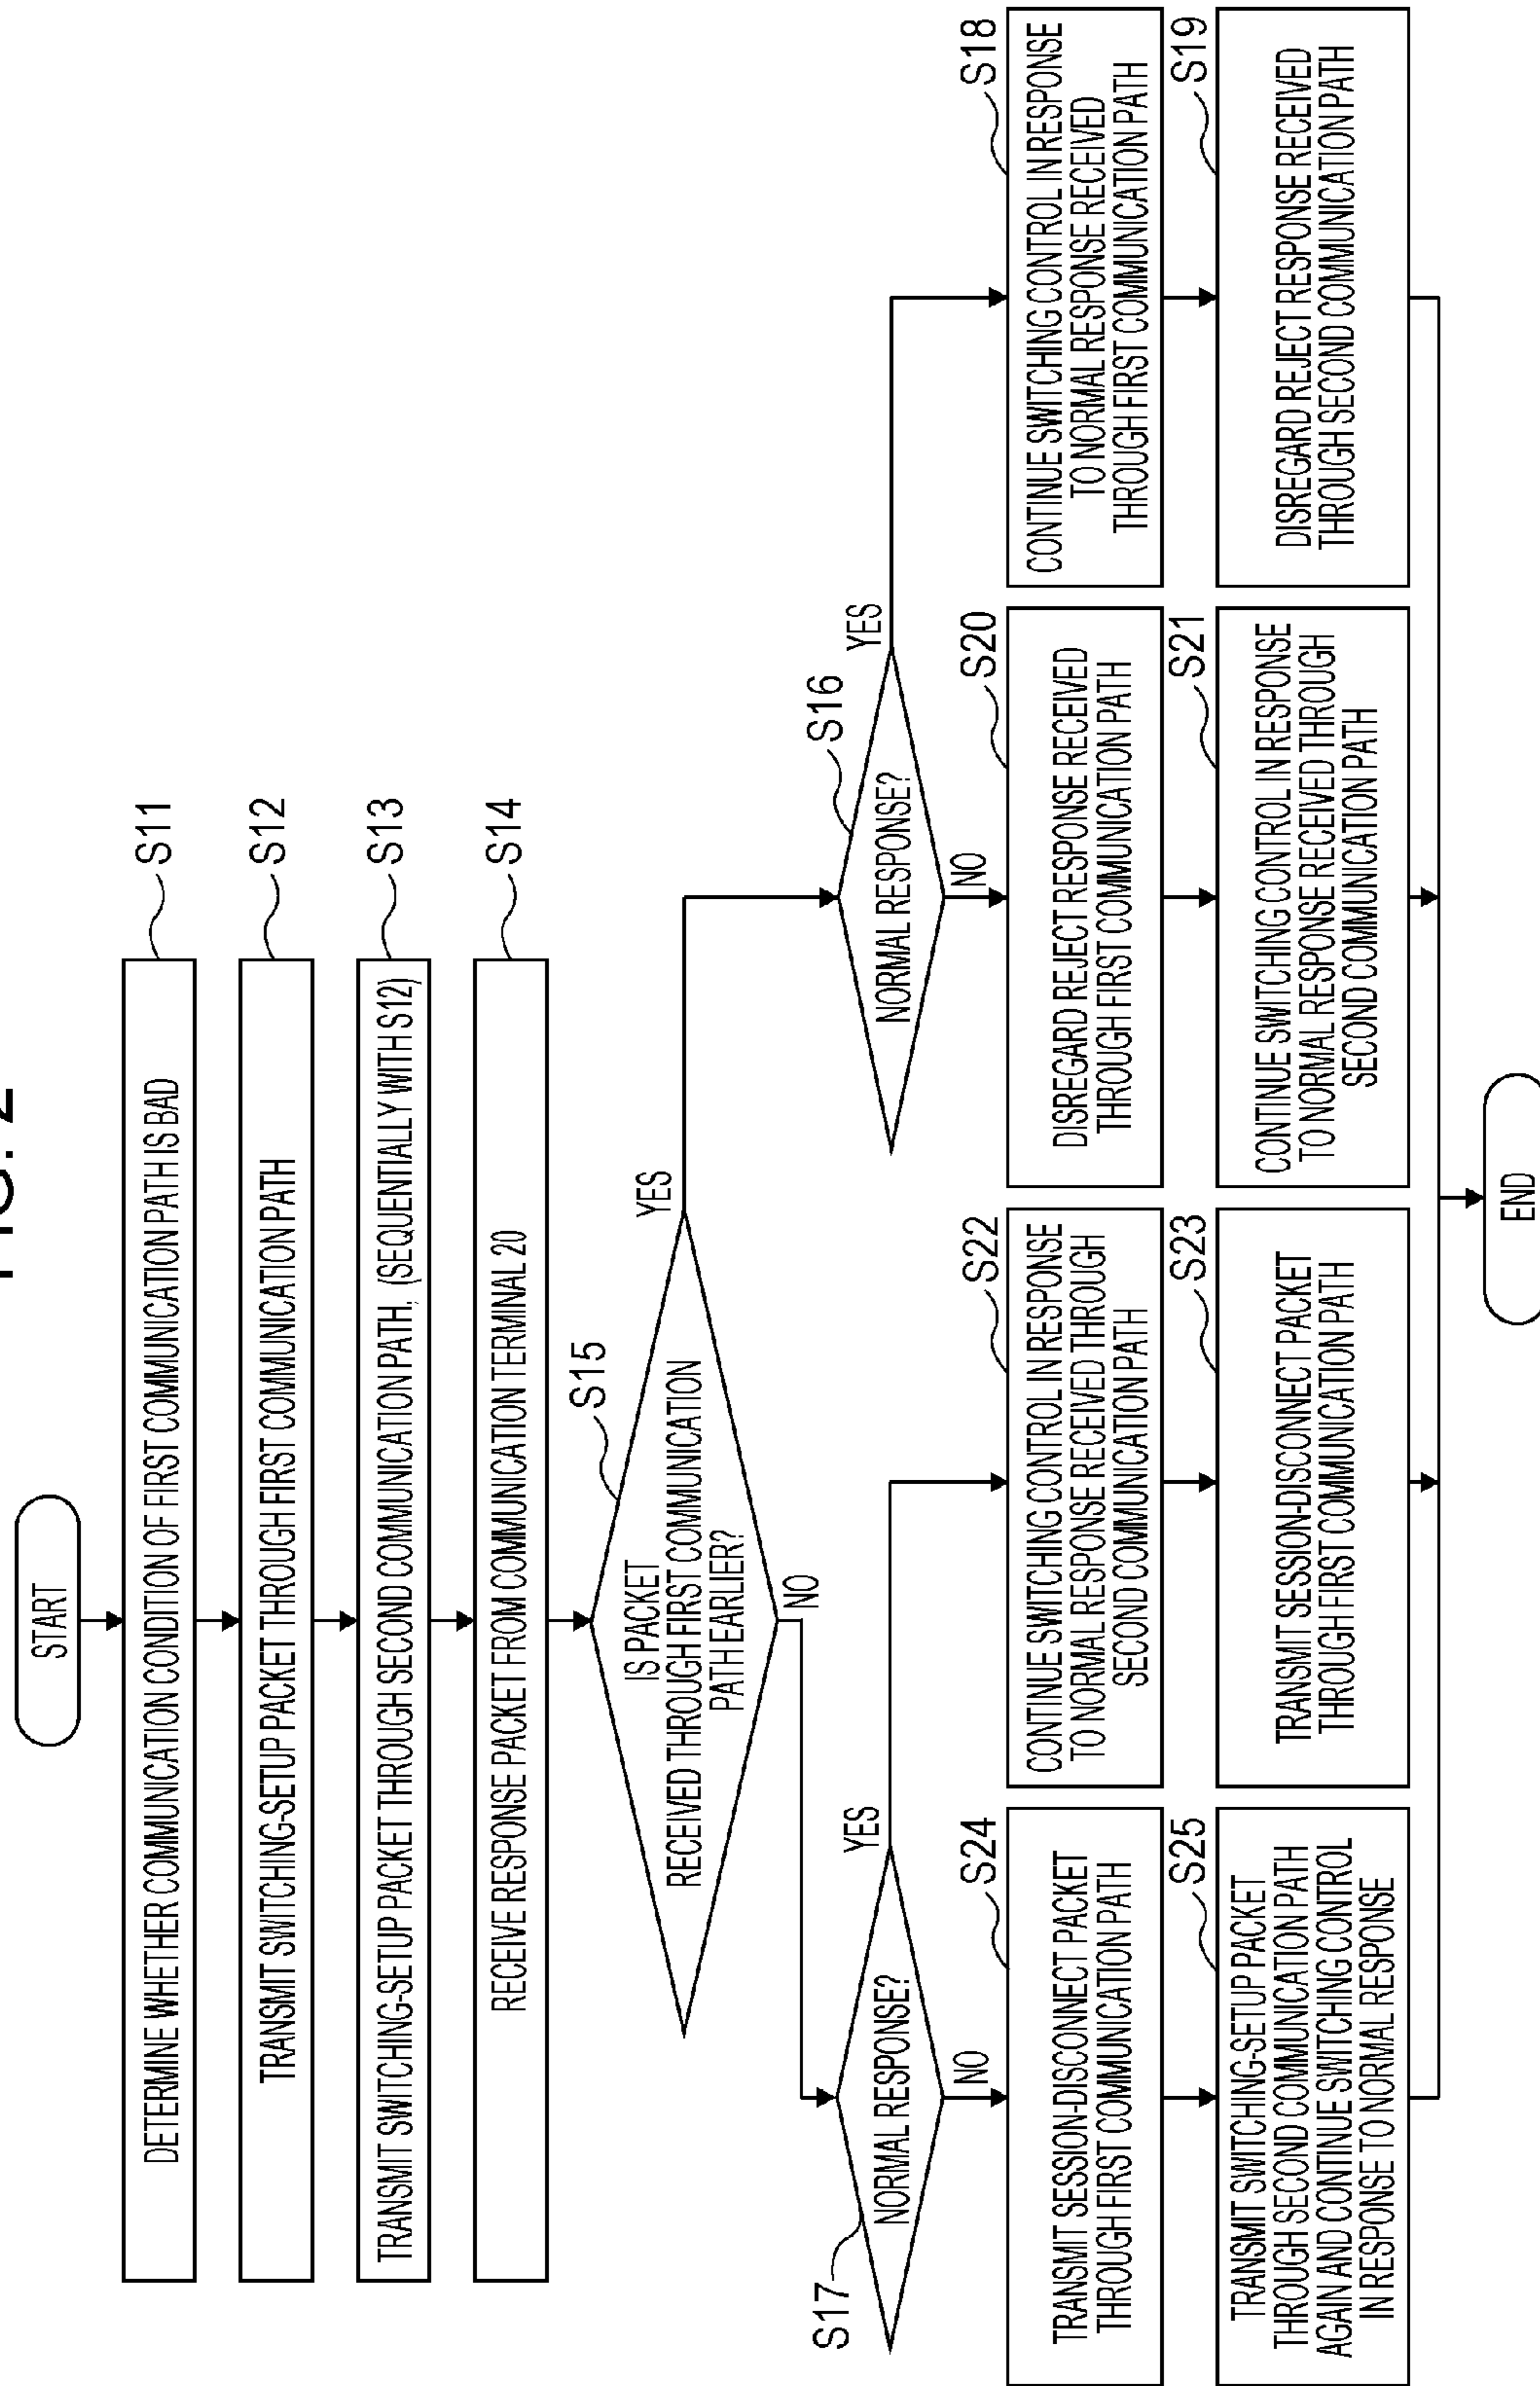 FIG. 2
START
DETERMINE WHETHER COMMUNICATION CONDITION OF FIRST COMMUNICATION PATH IS BAD
S11
TRANSMIT SWITCHING-SETUP PACKET THROUGH FIRST COMMUNICATION PATH
S12
TRANSMIT SWITCHING-SETUP PACKET THROUGH SECOND COMMUNICATION PATH. (SEQUENTIALLY WITH S12)
S13
RECEIVE RESPONSE PACKET FROM COMMUNICATION TERMINAL 20
S14
IS PACKET
RECEIVED THROUGH FIRST COMMUNICATION
PATH EARLIER?
S15
YES
NO
S17
NORMAL RESPONSE?
YES
NO
NORMAL RESPONSE?
S16
YES
NO
TRANSMIT SESSION-DISCONNECT PACKET
THROUGH FIRST COMMUNICATION PATH
S24
CONTINUE SWITCHING CONTROL IN RESPONSE
TO NORMAL RESPONSE RECEIVED THROUGH
SECOND COMMUNICATION PATH
S22
DISREGARD REJECT RESPONSE RECEIVED
THROUGH FIRST COMMUNICATION PATH
S20
CONTINUE SWITCHING CONTROL IN RESPONSE
TO NORMAL RESPONSE RECEIVED
THROUGH FIRST COMMUNICATION PATH
S18
TRANSMIT SWITCHING-SETUP PACKET
THROUGH SECOND COMMUNICATION PATH
AGAIN AND CONTINUE SWITCHING CONTROL
IN RESPONSE TO NORMAL RESPONSE
S25
TRANSMIT SESSION-DISCONNECT PACKET
THROUGH FIRST COMMUNICATION PATH
S23
CONTINUE SWITCHING CONTROL IN RESPONSE
TO NORMAL RESPONSE RECEIVED THROUGH
SECOND COMMUNICATION PATH
S21
DISREGARD REJECT RESPONSE RECEIVED
THROUGH SECOND COMMUNICATION PATH
S19
END